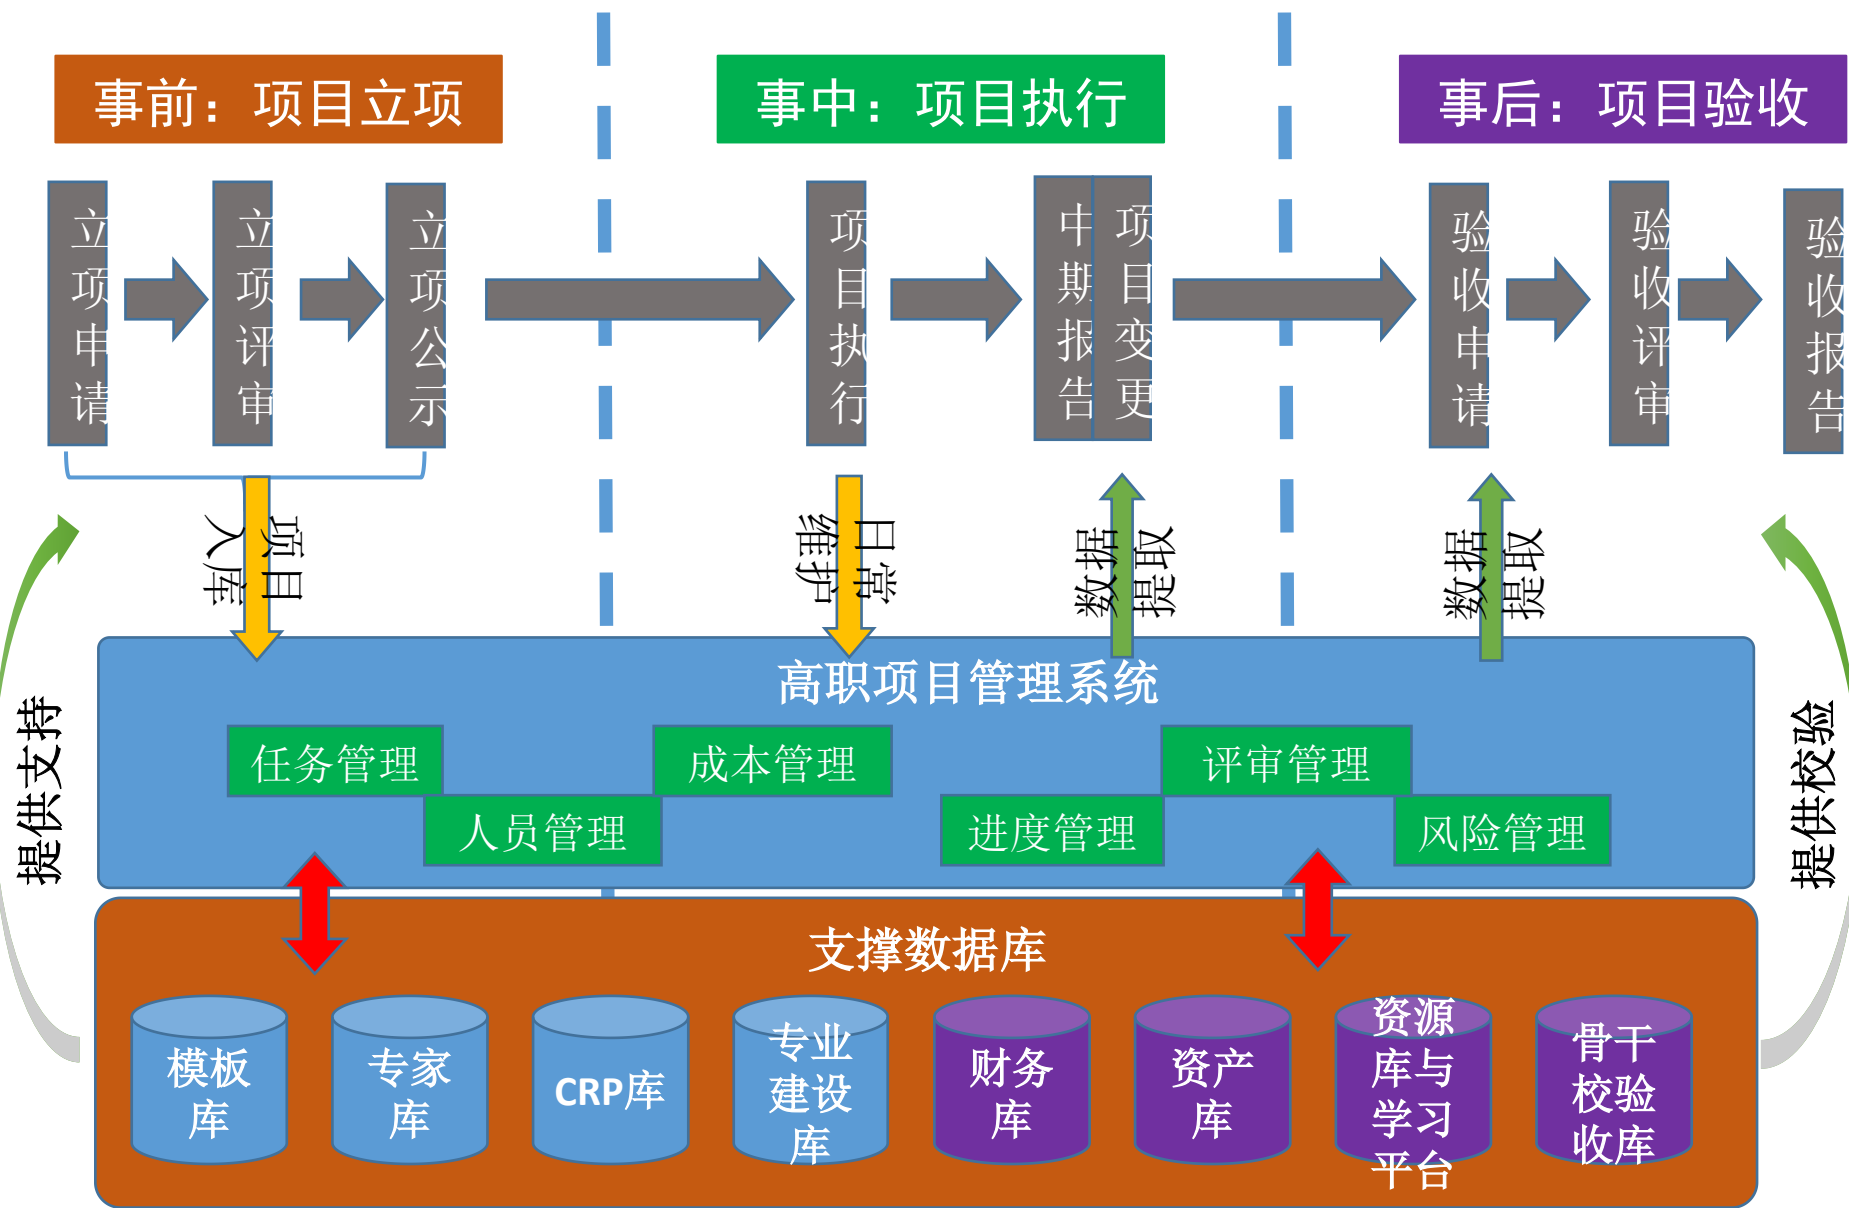 事前：项目立项
事中：项目执行
事后：项目验收
立项申请
立项评审
立项公示
项目执行
中期报告
项目变更
验收申请
验收评审
验收报告
项目
入库
日常
维护
数据
提取
数据
提取
提供支持
提供校验
高职项目管理系统
任务管理
成本管理
评审管理
人员管理
进度管理
风险管理
支撑数据库
模板
库
专家
库
CRP库
专业
建设
库
财务
库
资产
库
资源
库与
学习
平台
骨干
校验
收库